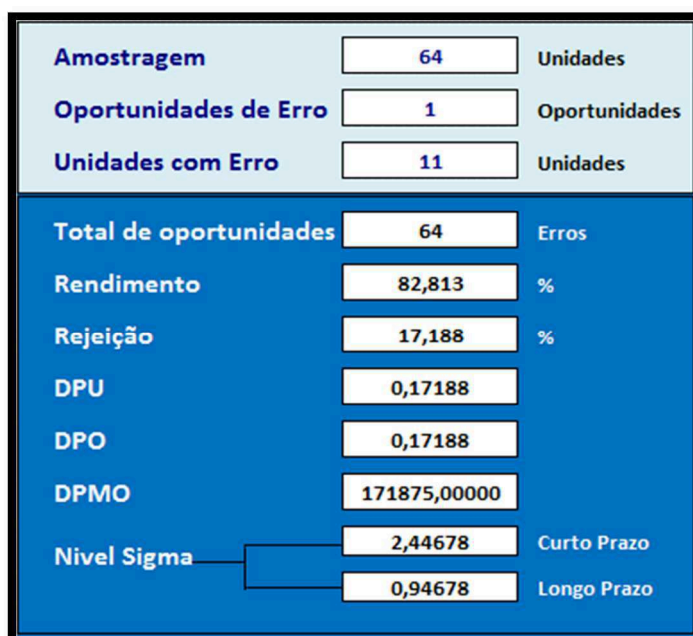 Amostragem 64 Unidades
Oportunidades de Erro 1 Oportunidades
Unidades com Erro 11 Unidades
Total de oportunidades 64 Erros
Rendimento 82,813 %
Rejeição 17,188 %
DPU 0,17188
DPO 0,17188
DPMO 171875,00000
Nivel Sigma
2,44678 Curto Prazo
0,94678 Longo Prazo